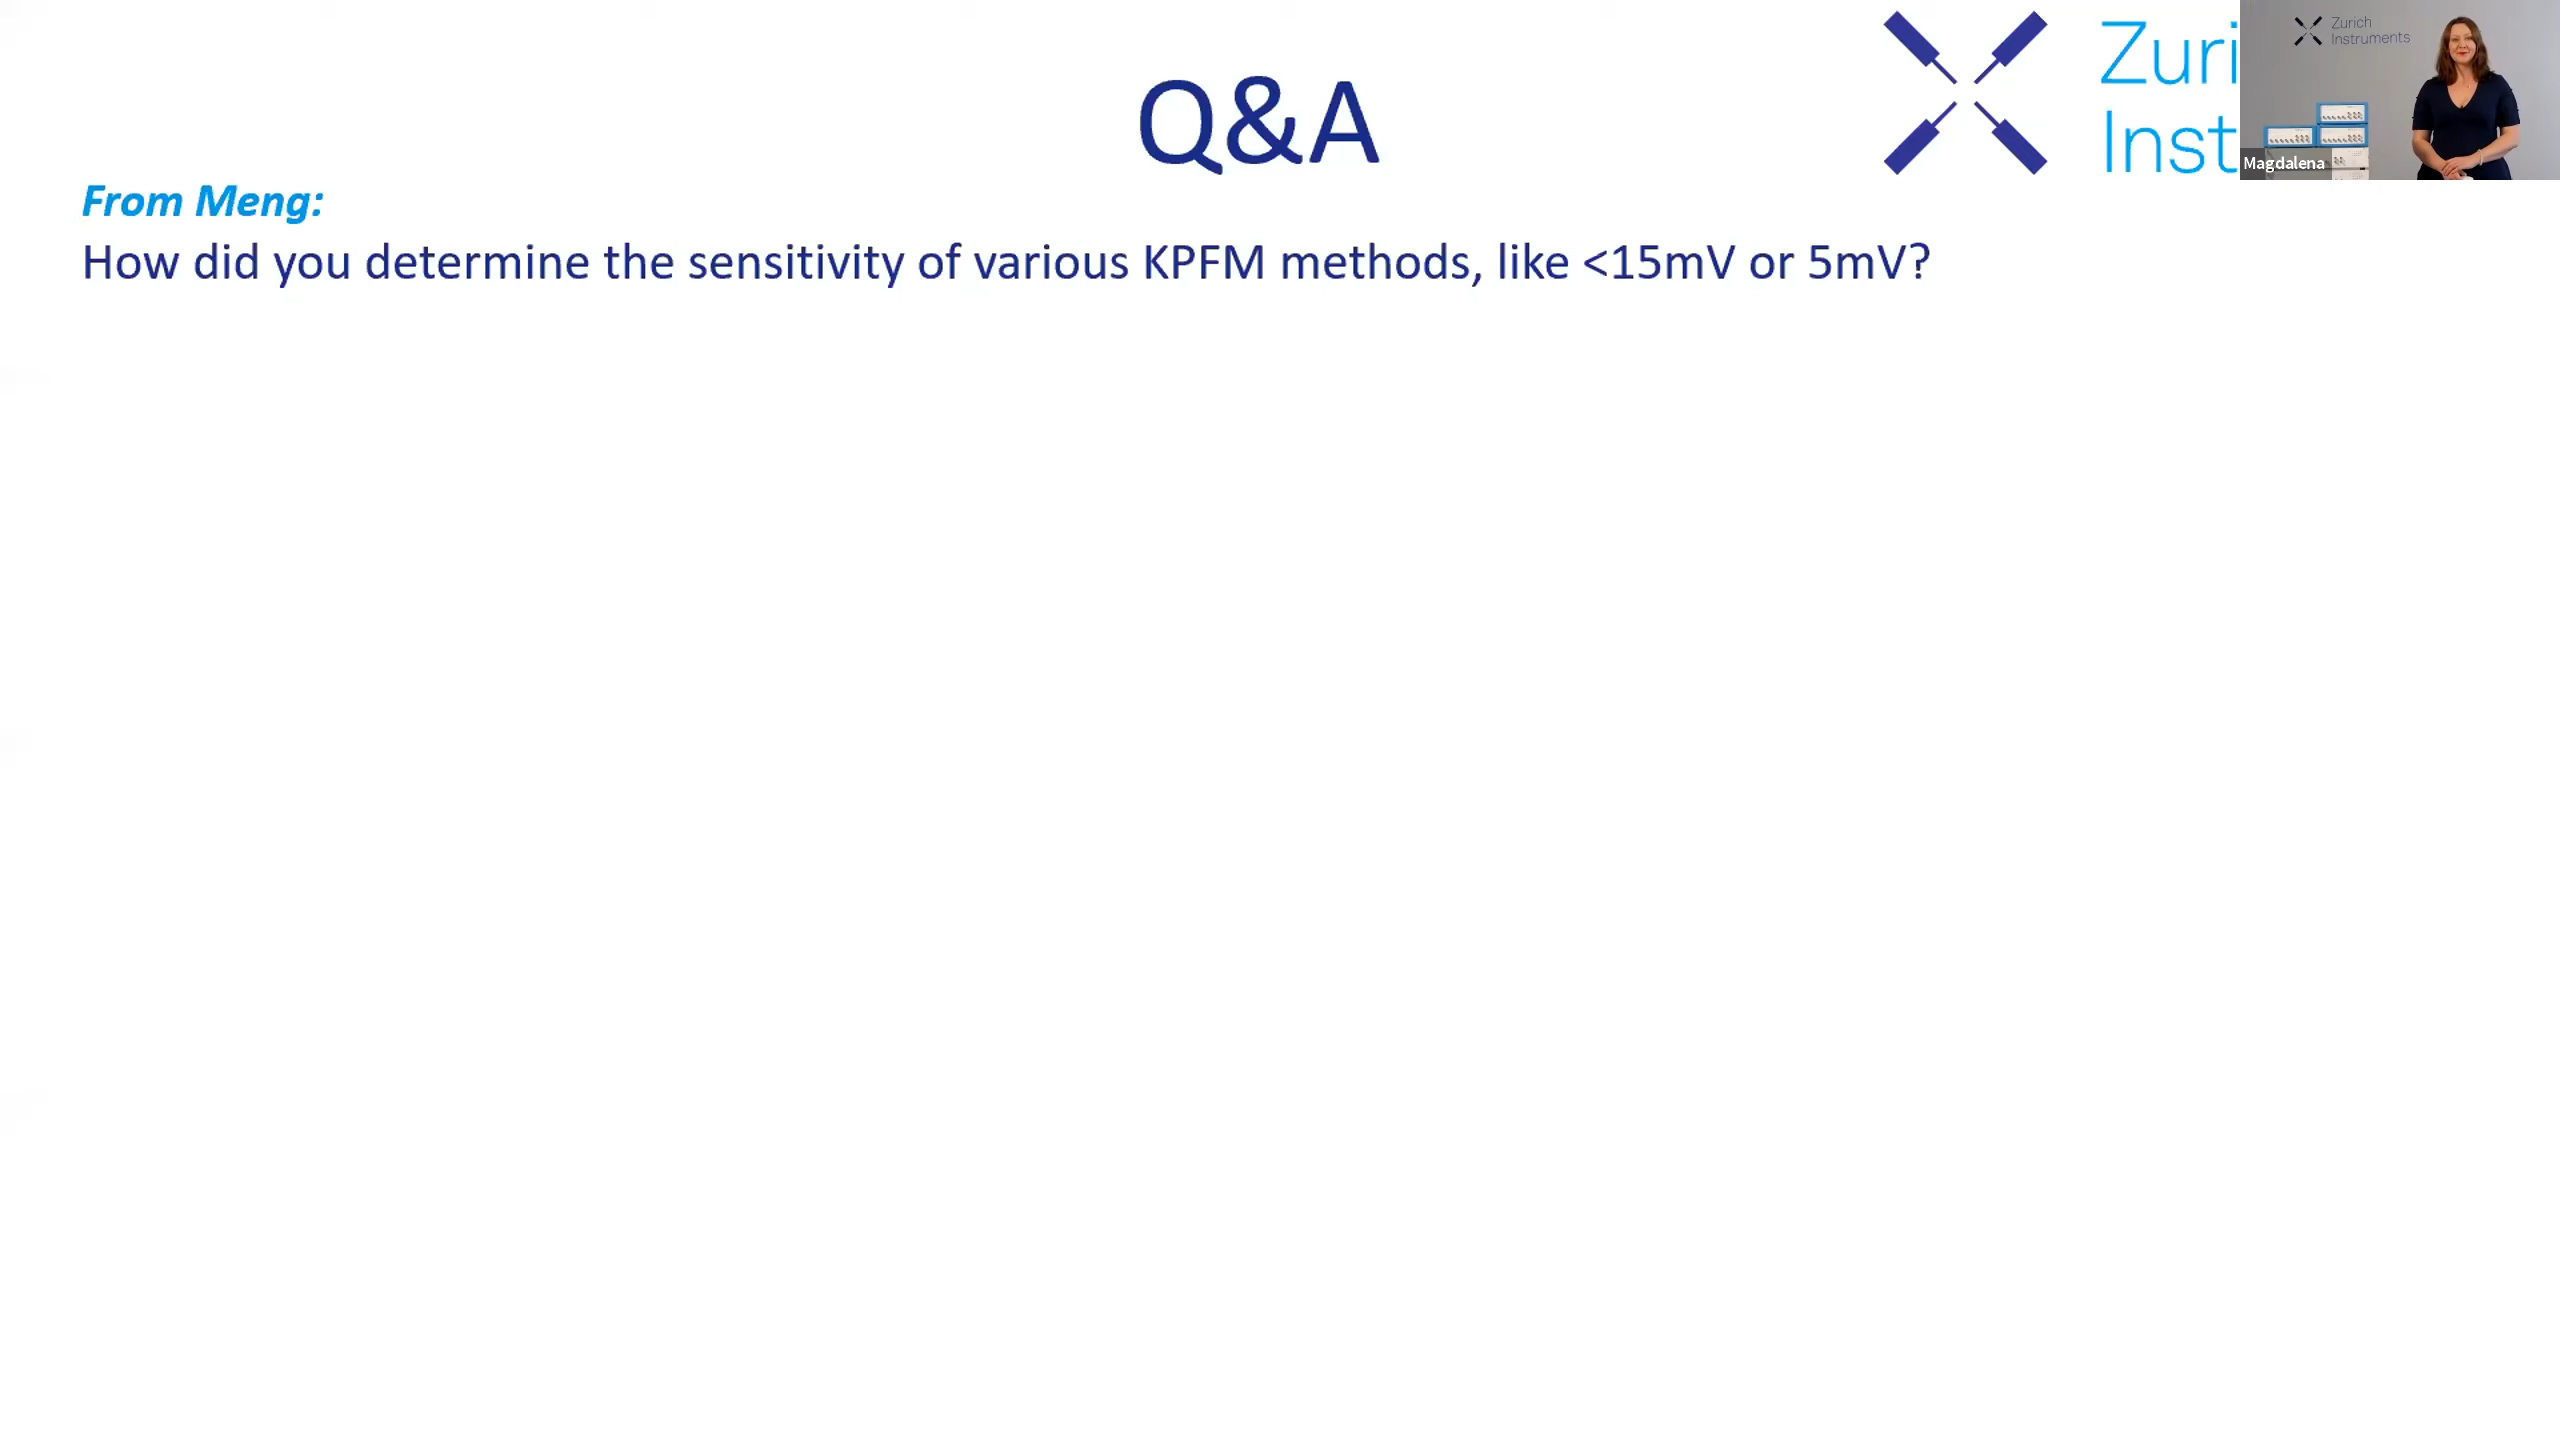 Q&A
Zuri
Inst
Zurich
Instruments
Magdalena
From Meng:
How did you determine the sensitivity of various KPFM methods, like <15mV or 5mV?